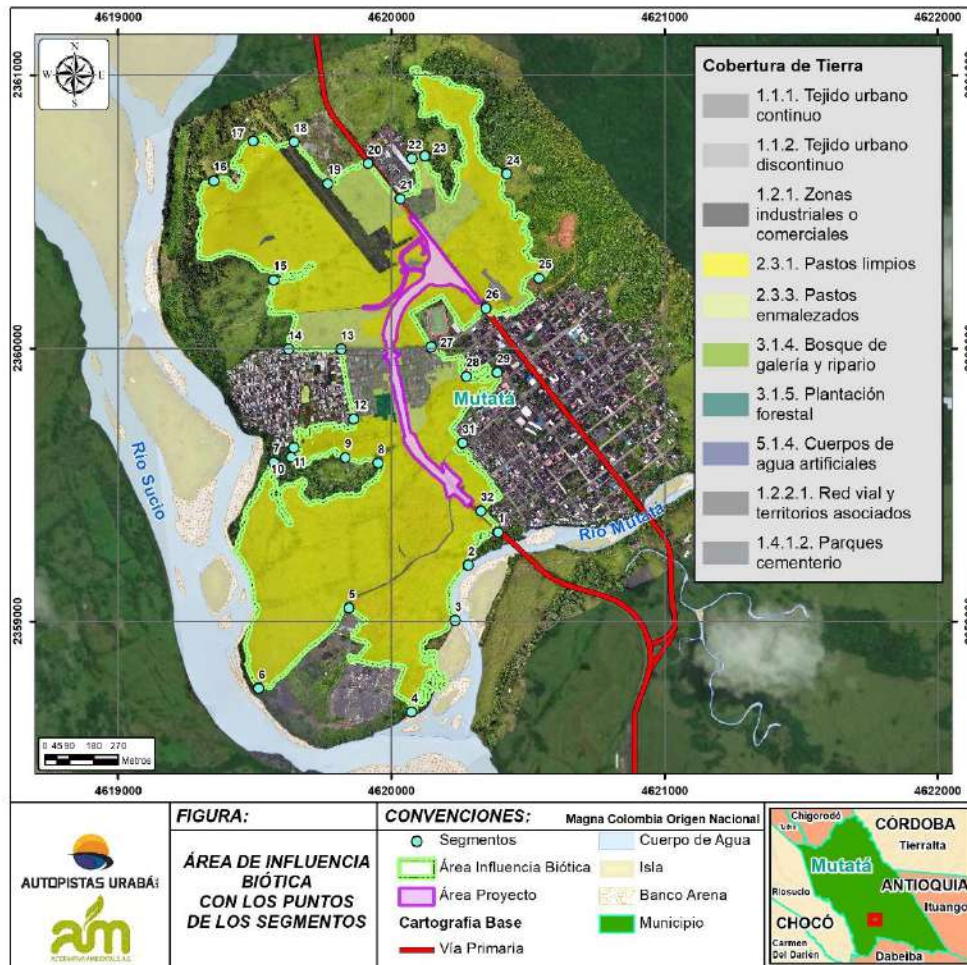 4619000
4620000
4621000
4622000
2361000
2360000
2359000
N
W
E
S
Cobertura de Tierra
1.1.1. Tejido urbano
continuo
1.1.2. Tejido urbano
discontinuo
1.2.1. Zonas
industriales o
comerciales
2.3.1. Pastos limpios
2.3.3. Pastos
enmalezados
3.1.4. Bosque de
galería y ripario
3.1.5. Plantación
forestal
5.1.4. Cuerpos de
agua artificiales
1.2.2.1. Red vial y
territorios asociados
1.4.1.2. Parques
cementerio
17
18
16
19
20
22
23
24
21
15
25
26
14
13
27
28
29
Mutatá
12
31
7
9
8
10
11
32
1
2
5
3
6
4
Río Sucio
Río Mutatá
0 45 90 180 270
Metros
4619000
4620000
4621000
4622000
AUTOPISTAS URABÁ
FIGURA:
ÁREA DE INFLUENCIA
BIÓTICA
CON LOS PUNTOS
DE LOS SEGMENTOS
CONVENCIONES:
Magna Colombia Origen Nacional
Segmentos
Área Influencia Biótica
Área Proyecto
Cartografia Base
Vía Primaria
Cuerpo de Agua
Isla
Banco Arena
Municipio
Chigorodó
CÓRDOBA
Tierralta
Mutatá
ANTIOQUIA
Riosucio
Ituango
CHOCÓ
Carmen
Del Darién
Dabeiba